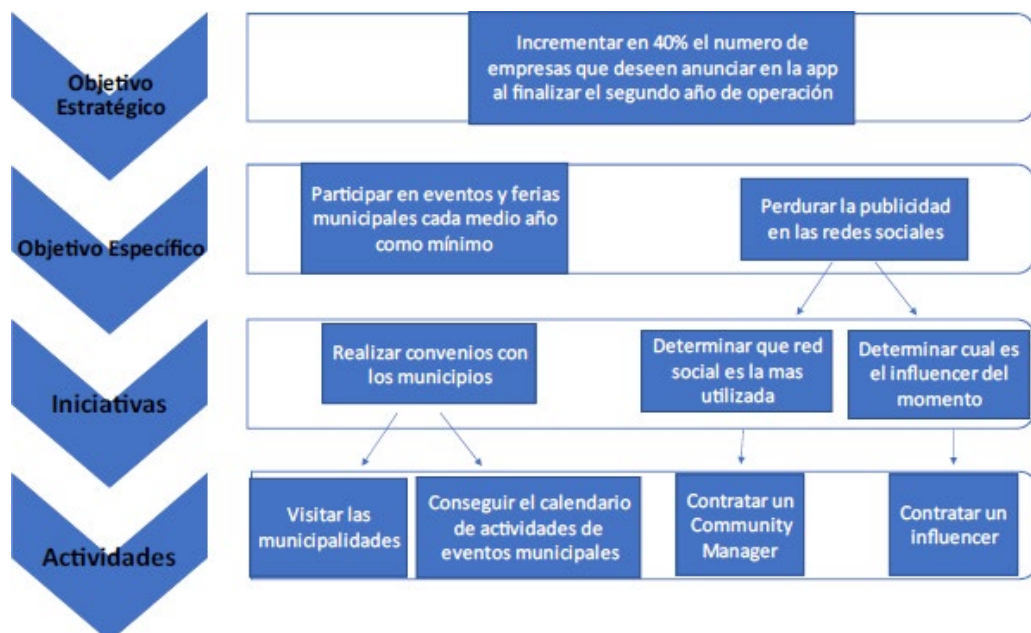 Objetivo
Estratégico
Incrementar en 40% el numero de
empresas que deseen anunciar en la app
al finalizar el segundo año de operación
Objetivo Específico
Participar en eventos y ferias
municipales cada medio año
como mínimo
Perdurar la publicidad
en las redes sociales
Iniciativas
Realizar convenios con
los municipios
Determinar que red
social es la mas
utilizada
Determinar cual es
el influencer del
momento
Actividades
Visitar las
municipalidades
Conseguir el calendario
de actividades de
eventos municipales
Contratar un
Community
Manager
Contratar un
influencer